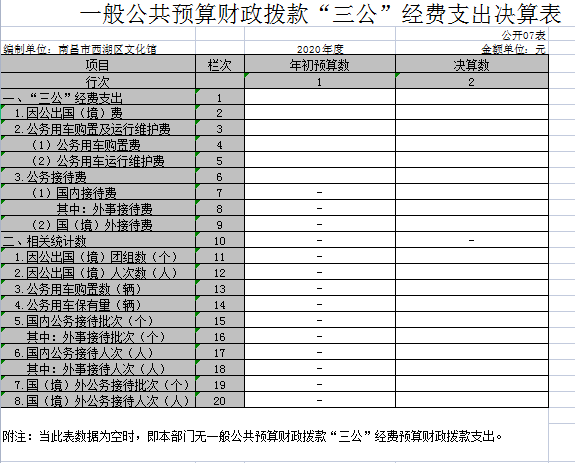 一般公共预算财政拨款“三公”经费支出决算表
公开07表
编制单位：南昌市西湖区文化馆 2020年度 金额单位：元
项目 栏次 年初预算数 决算数
行次 1 2
一、“三公”经费支出 1
1.因公出国（境）费 2
2.公务用车购置及运行维护费 3
（1）公务用车购置费 4
（2）公务用车运行维护费 5
3.公务接待费 6
（1）国内接待费 7 -
其中：外事接待费 8 -
（2）国（境）外接待费 9 -
二、相关统计数 10 - -
1.因公出国（境）团组数（个） 11 -
2.因公出国（境）人次数（人） 12 -
3.公务用车购置数（辆） 13 -
4.公务用车保有量（辆） 14 -
5.国内公务接待批次（个） 15 -
其中：外事接待批次（个） 16 -
6.国内公务接待人次（人） 17 -
其中：外事接待人次（人） 18 -
7.国（境）外公务接待批次（个） 19 -
8.国（境）外公务接待人次（人） 20 -
附注：当此表数据为空时，即本部门无一般公共预算财政拨款“三公”经费预算财政拨款支出。